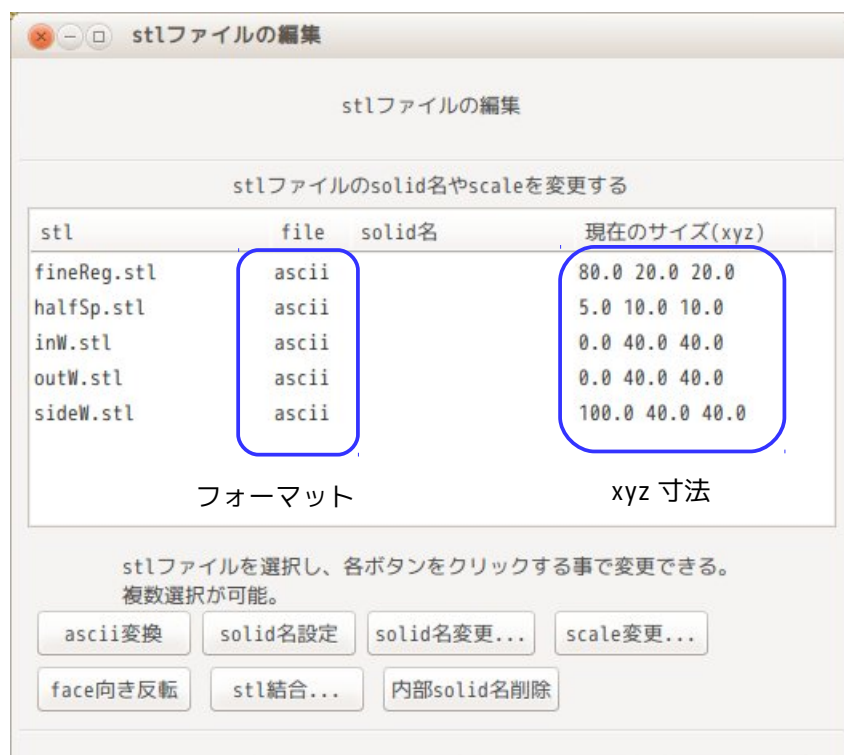 stlファイルの編集
stlファイルの編集
stlファイルのsolid名やscaleを変更する
stl file solid名 現在のサイズ(xyz)
fineReg.stl ascii 80.0 20.0 20.0
halfSp.stl ascii 5.0 10.0 10.0
inW.stl ascii 0.0 40.0 40.0
outW.stl ascii 0.0 40.0 40.0
sideW.stl ascii 100.0 40.0 40.0
フォーマット xyz 寸法
stlファイルを選択し、各ボタンをクリックする事で変更できる。
複数選択が可能。
ascii変換 solid名設定 solid名変更... scale変更...
face向き反転 stl結合... 内部solid名削除